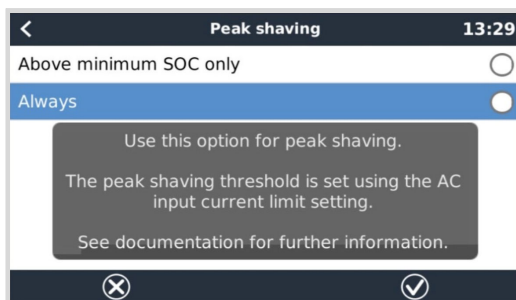 Peak shaving 13:29
Above minimum SOC only
Always
Use this option for peak shaving.
The peak shaving threshold is set using the AC
input current limit setting.
See documentation for further information.